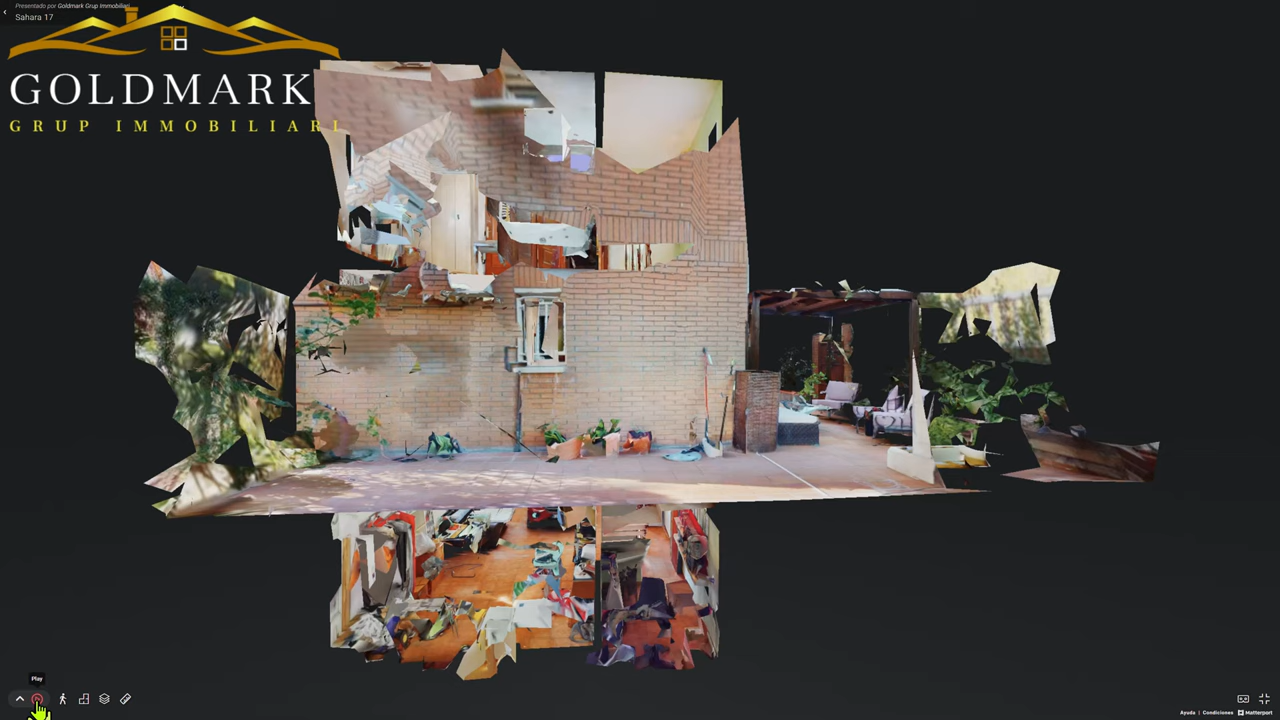 Presentado por Goldmark Grup Immobiliari
Sahara 17
GOLDMARK
GRUP IMMOBILIARI
Play
Ayuda | Condiciones Matterport